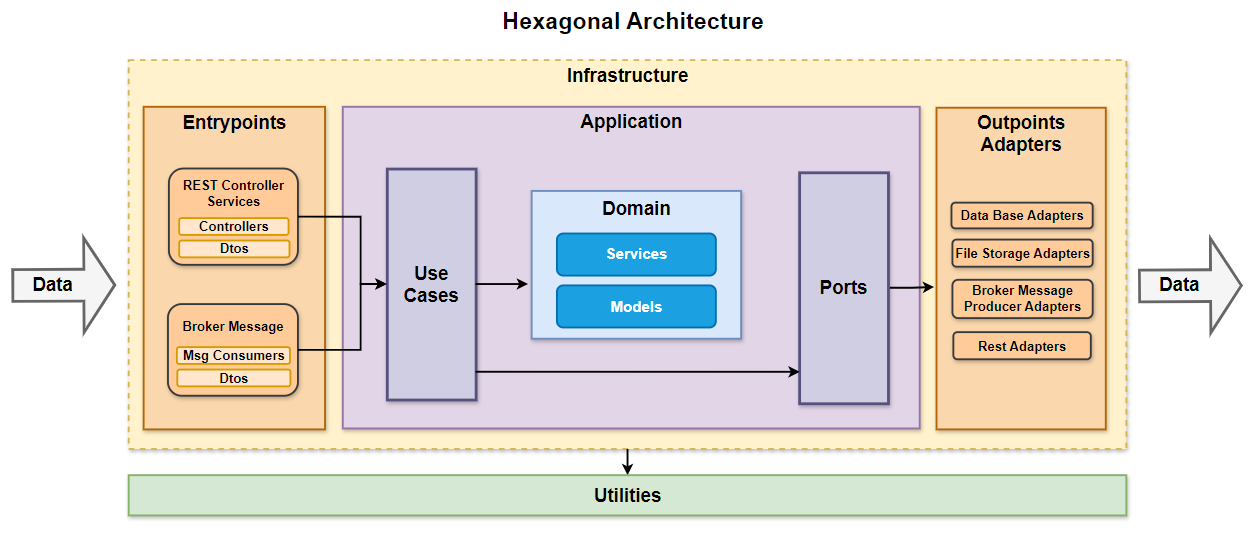 Hexagonal Architecture
Infrastructure
Entrypoints
REST Controller
Services
Controllers
Dtos
Broker Message
Msg Consumers
Dtos
Application
Use
Cases
Domain
Services
Models
Ports
Outpoints
Adapters
Data Base Adapters
File Storage Adapters
Broker Message
Producer Adapters
Rest Adapters
Data
Data
Utilities